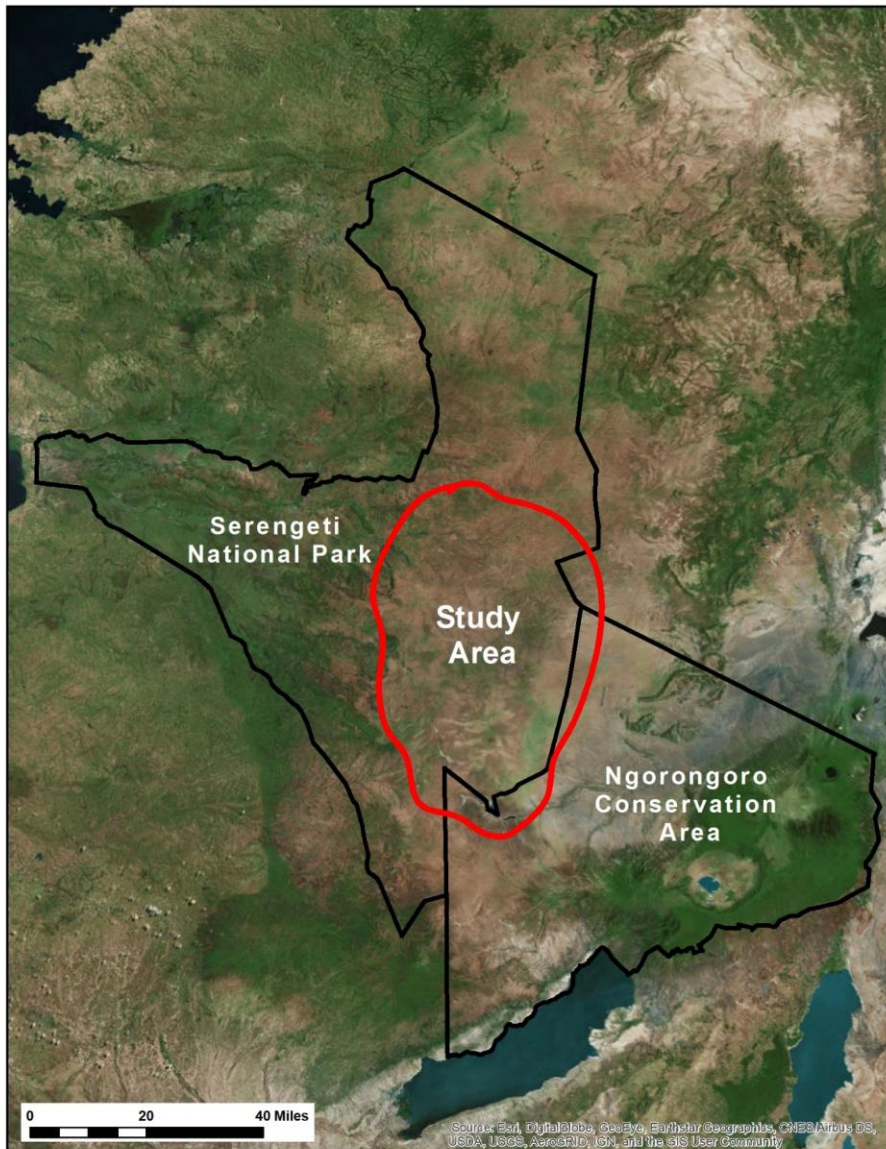 Serengeti
National Park
Study
Area
Ngorongoro
Conservation
Area
0 20 40 Miles
Source: Esri, DigitalGlobe, GeoEye, Earthstar Geographics, CNES/Airbus DS,
USDA, USGS, AeroGRID, IGN, and the GIS User Community